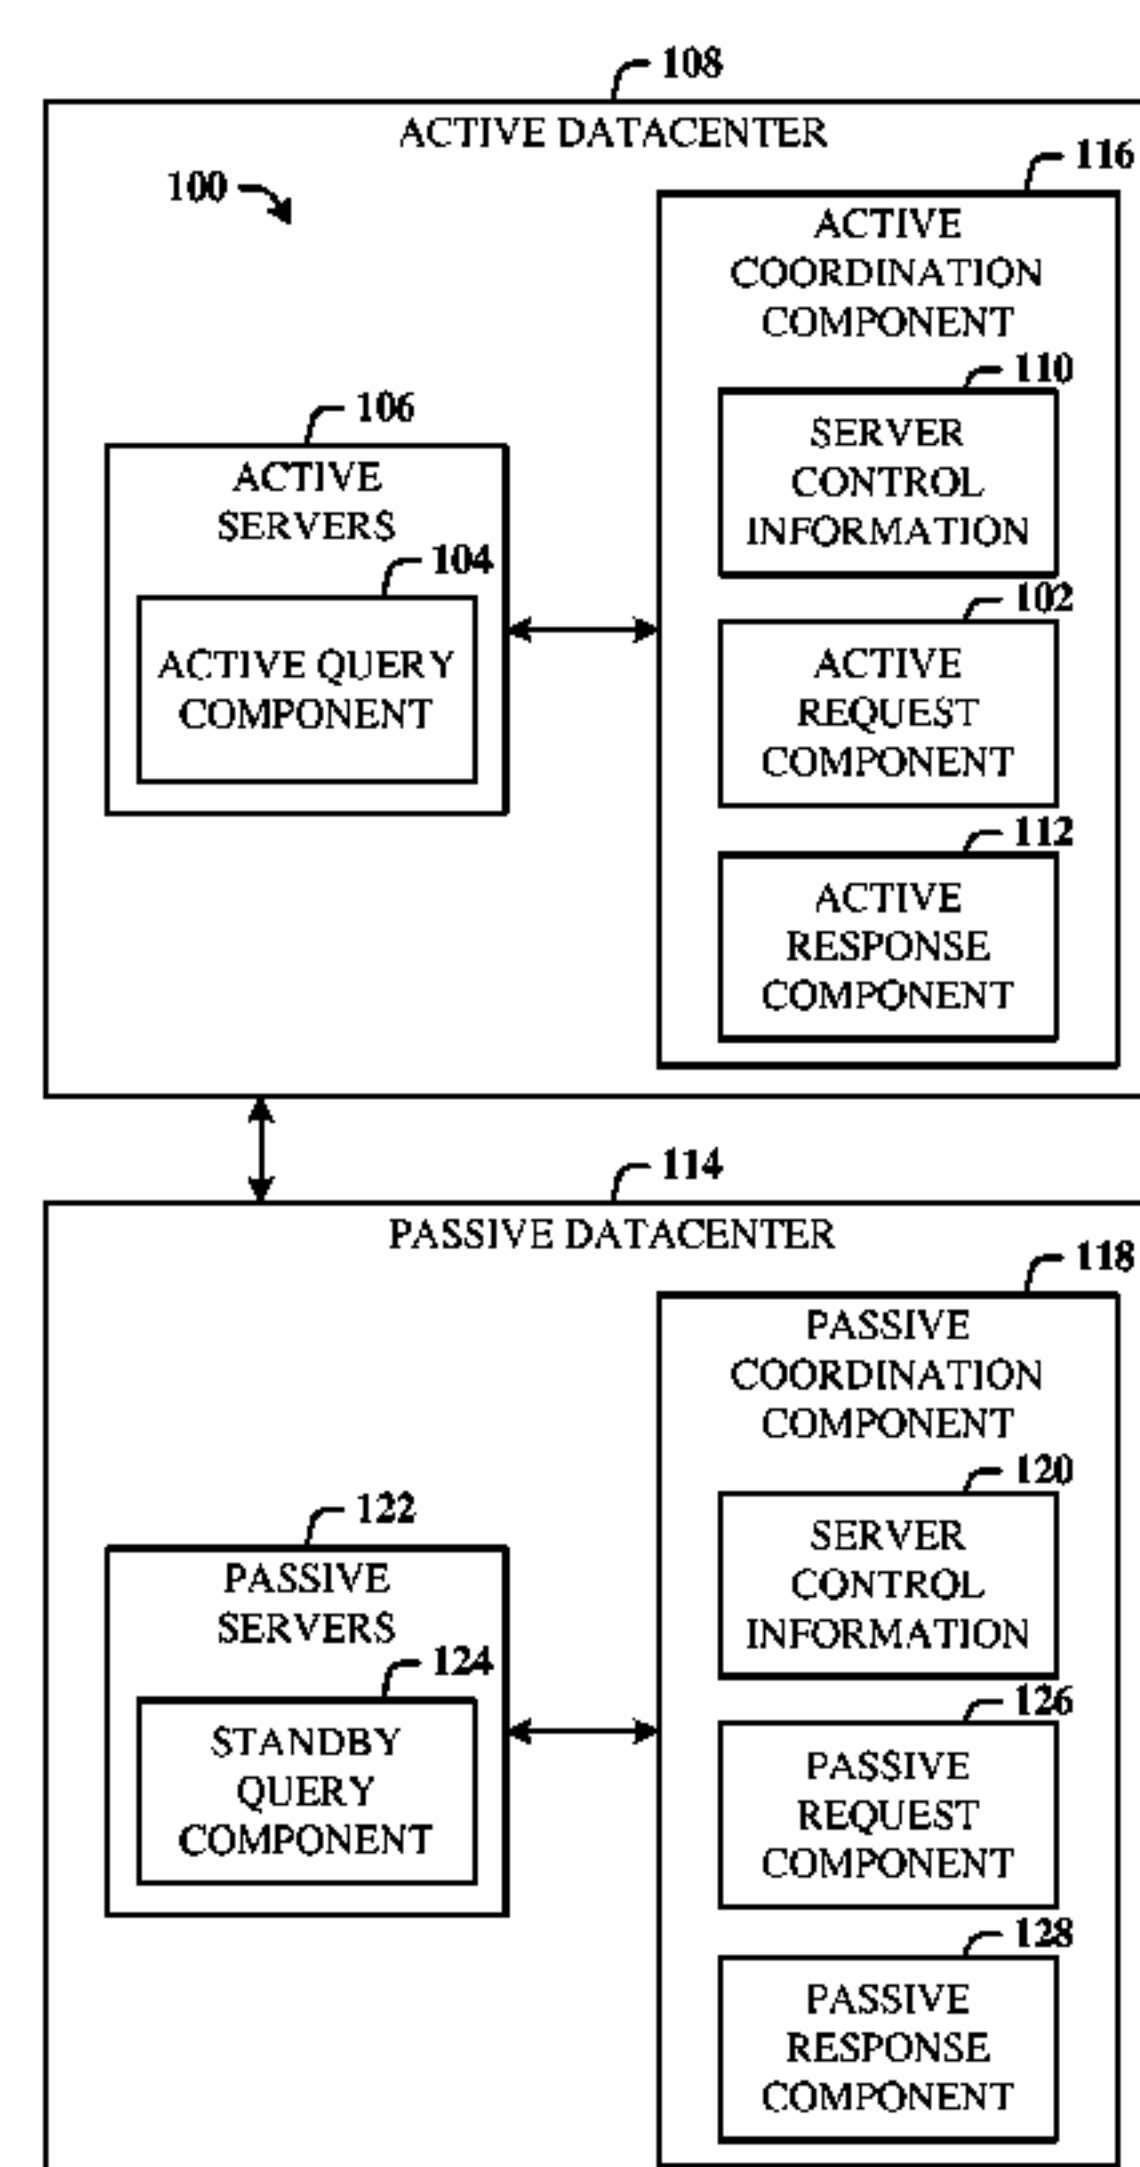 108
ACTIVE DATACENTER
100
116
ACTIVE
COORDINATION
COMPONENT
110
SERVER
CONTROL
INFORMATION
106
ACTIVE
SERVERS
104
ACTIVE QUERY
COMPONENT
102
ACTIVE
REQUEST
COMPONENT
112
ACTIVE
RESPONSE
COMPONENT
114
PASSIVE DATACENTER
118
PASSIVE
COORDINATION
COMPONENT
120
SERVER
CONTROL
INFORMATION
122
PASSIVE
SERVERS
124
STANDBY
QUERY
COMPONENT
126
PASSIVE
REQUEST
COMPONENT
128
PASSIVE
RESPONSE
COMPONENT